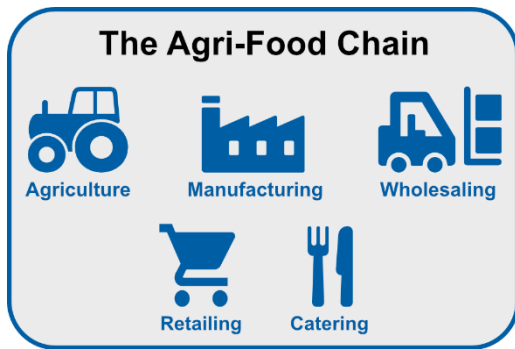 The Agri-Food Chain
Agriculture
Manufacturing
Wholesaling
Retailing
Catering